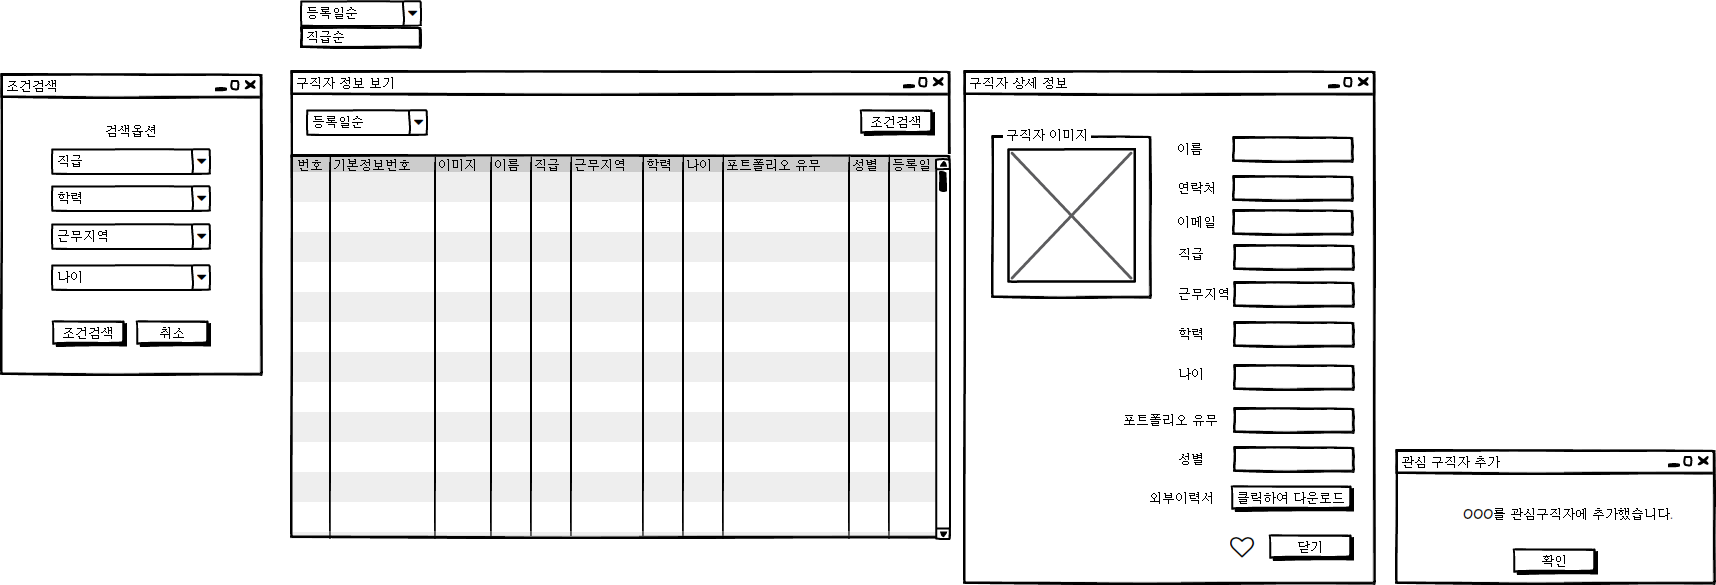 등록일순
직급순
조건검색
검색옵션
직급
학력
근무지역
나이
조건검색 취소
구직자 정보 보기
등록일순 조건검색
번호 기본정보번호 이미지 이름 직급 근무지역 학력 나이 포트폴리오 유무 성별 등록일
구직자 상세 정보
구직자 이미지
이름
연락처
이메일
직급
근무지역
학력
나이
포트폴리오 유무
성별
외부이력서 클릭하여 다운로드
닫기
관심 구직자 추가
OOO를 관심구직자에 추가했습니다.
확인